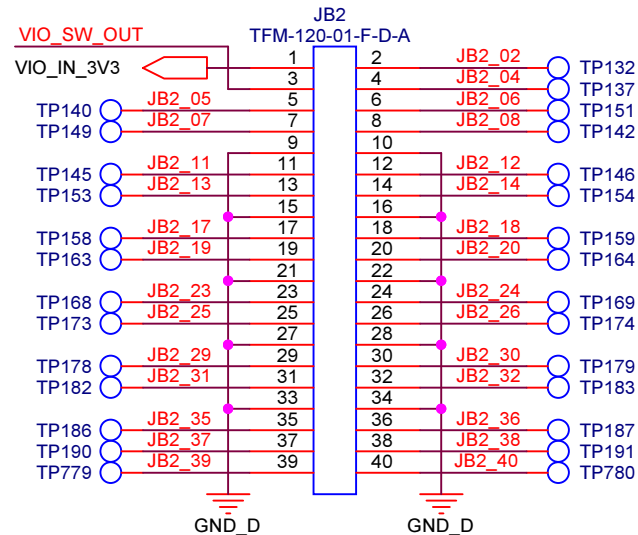 JB2
TFM-120-01-F-D-A
VIO_SW_OUT
VIO_IN_3V3 1 2 JB2_02 TP132
3 4 JB2_04 TP137
TP140 JB2_05 5 6 JB2_06 TP151
TP149 JB2_07 7 8 JB2_08 TP142
9 10
TP145 JB2_11 11 12 JB2_12 TP146
TP153 JB2_13 13 14 JB2_14 TP154
15 16
TP158 JB2_17 17 18 JB2_18 TP159
TP163 JB2_19 19 20 JB2_20 TP164
21 22
TP168 JB2_23 23 24 JB2_24 TP169
TP173 JB2_25 25 26 JB2_26 TP174
27 28
TP178 JB2_29 29 30 JB2_30 TP179
TP182 JB2_31 31 32 JB2_32 TP183
33 34
TP186 JB2_35 35 36 JB2_36 TP187
TP190 JB2_37 37 38 JB2_38 TP191
TP779 JB2_39 39 40 JB2_40 TP780
GND_D GND_D